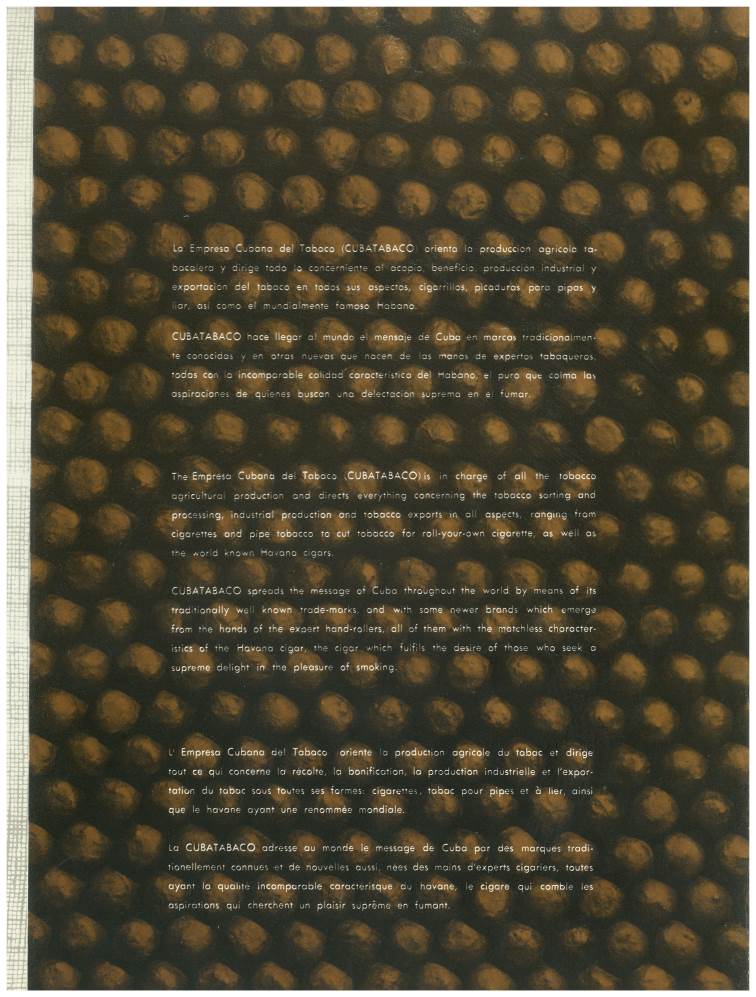 La Empresa Cubana del Tabaco (CUBATABACO) orienta la produccion agricola ta-
bacalera y dirige todo lo concerniente al acopio, beneficio, producción industrial y
exportacion del tabaco en todos sus aspectos, cigarrillos, picaduras para pipas y
liar, asi como el mundialmente famoso Habano.
CUBATABACO hace llegar al mundo el mensaje de Cuba en marcas tradicionalmen-
te conocidas y en otras nuevas que nacen de las manos de expertos tabaqueros,
todas con la incomparable calidad caracteristica del Habano, el puro que colma las
aspiraciones de quienes buscan una delectacion suprema en el fumar.
The Empresa Cubana del Tabaco (CUBATABACO) is in charge of all the tobacco
agricultural production and directs everything concerning the tobacco sorting and
processing, industrial production and tobacco exports in all aspects, ranging from
cigarettes and pipe tobacco to cut tobacco for roll-your-own cigarette, as well as
the world known Havana cigars.
CUBATABACO spreads the message of Cuba throughout the world by means of its
traditionally well known trade-marks, and with some newer brands which emerge
from the hands of the expert hand-rollers, all of them with the matchless character-
istics of the Havana cigar, the cigar which fulfils the desire of those who seek a
supreme delight in the pleasure of smoking.
L' Empresa Cubana del Tabaco oriente la production agricole du tabac et dirige
tout ce qui concerne la récolte, la bonification, la production industrielle et l'expor-
tation du tabac sous toutes ses formes: cigarettes, tabac pour pipes et à lier, ainsi
que le havane ayant une renommée mondiale.
La CUBATABACO adresse au monde le message de Cuba par des marques tradi-
tionellement connues et de nouvelles aussi, nées des mains d'experts cigariers, toutes
ayant la qualité incomparable caracterisque du havane, le cigare qui comble les
aspirations qui cherchent un plaisir suprême en fumant.